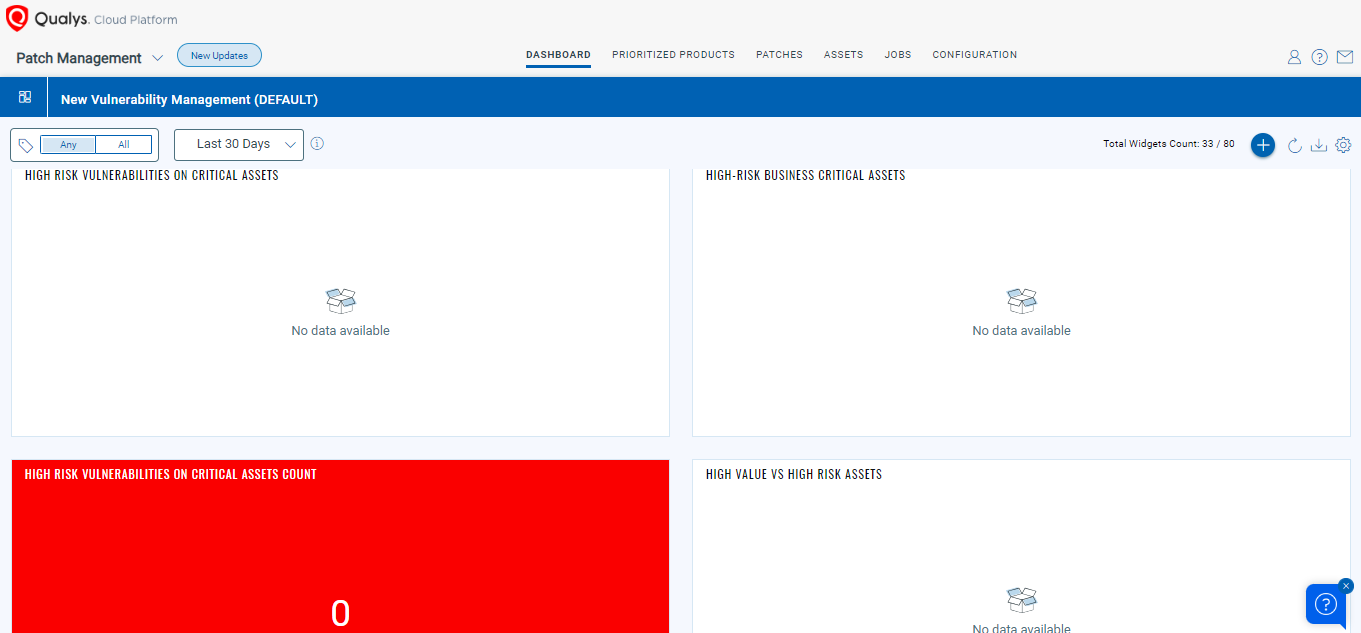 Qualys. Cloud Platform
Patch Management
New Updates
DASHBOARD
PRIORITIZED PRODUCTS
PATCHES
ASSETS
JOBS
CONFIGURATION
New Vulnerability Management (DEFAULT)
Any
All
Last 30 Days
Total Widgets Count: 33 / 80
HIGH RISK VULNERABILITIES ON CRITICAL ASSETS
No data available
HIGH-RISK BUSINESS CRITICAL ASSETS
No data available
HIGH RISK VULNERABILITIES ON CRITICAL ASSETS COUNT
0
HIGH VALUE VS HIGH RISK ASSETS
No data available